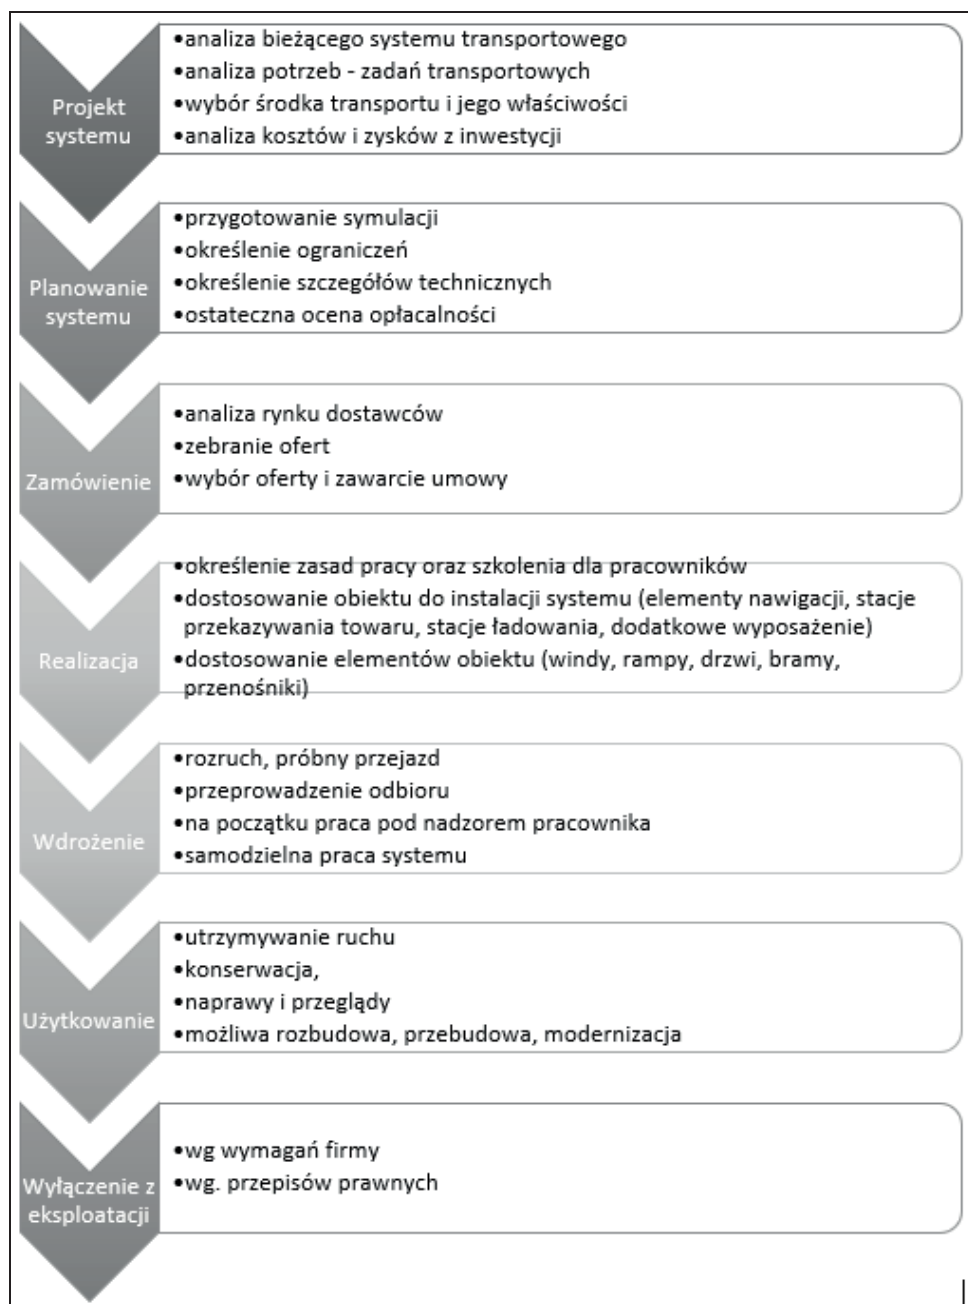 Projekt
systemu
•analiza bieżącego systemu transportowego
•analiza potrzeb - zadań transportowych
•wybór środka transportu i jego właściwości
•analiza kosztów i zysków z inwestycji
Planowanie
systemu
•przygotowanie symulacji
•określenie ograniczeń
•określenie szczegółów technicznych
•ostateczna ocena opłacalności
Zamówienie
•analiza rynku dostawców
•zebranie ofert
•wybór oferty i zawarcie umowy
Realizacja
•określenie zasad pracy oraz szkolenia dla pracowników
•dostosowanie obiektu do instalacji systemu (elementy nawigacji, stacje
przekazywania towaru, stacje ładowania, dodatkowe wyposażenie)
•dostosowanie elementów obiektu (windy, rampy, drzwi, bramy,
przenośniki)
Wdrożenie
•rozruch, próbny przejazd
•przeprowadzenie odbioru
•na początku praca pod nadzorem pracownika
•samodzielna praca systemu
Użytkowanie
•utrzymywanie ruchu
•konserwacja,
•naprawy i przeglądy
•możliwa rozbudowa, przebudowa, modernizacja
Wyłączenie z
eksploatacji
•wg wymagań firmy
•wg. przepisów prawnych